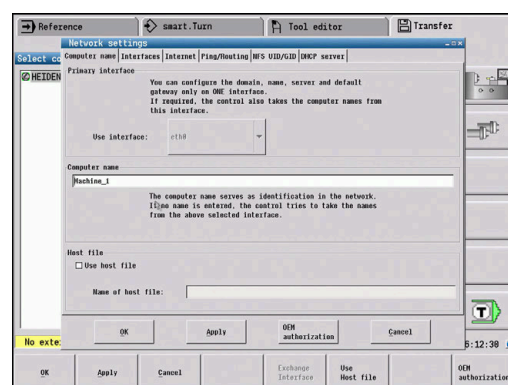 Reference
smart.Turn
Tool editor
Transfer
Network settings
Select co
Computer name Interfaces Internet Ping/Routing NFS UID/GID DHCP server
HEIDEN
Primary interface
You can configure the domain, name, server and default
gateway only on ONE interface.
If required, the control also takes the computer names from
this interface.
Use interface: eth0
Computer name
Machine_1
The computer name serves as identification in the network.
If no name is entered, the control tries to take the names
from the above selected interface.
Host file
Use host file
Name of host file:
T
OK Apply OEM authorization Cancel
No exte
5:12:30
OK Apply Cancel Exchange Interface Use Host file OEM authorization